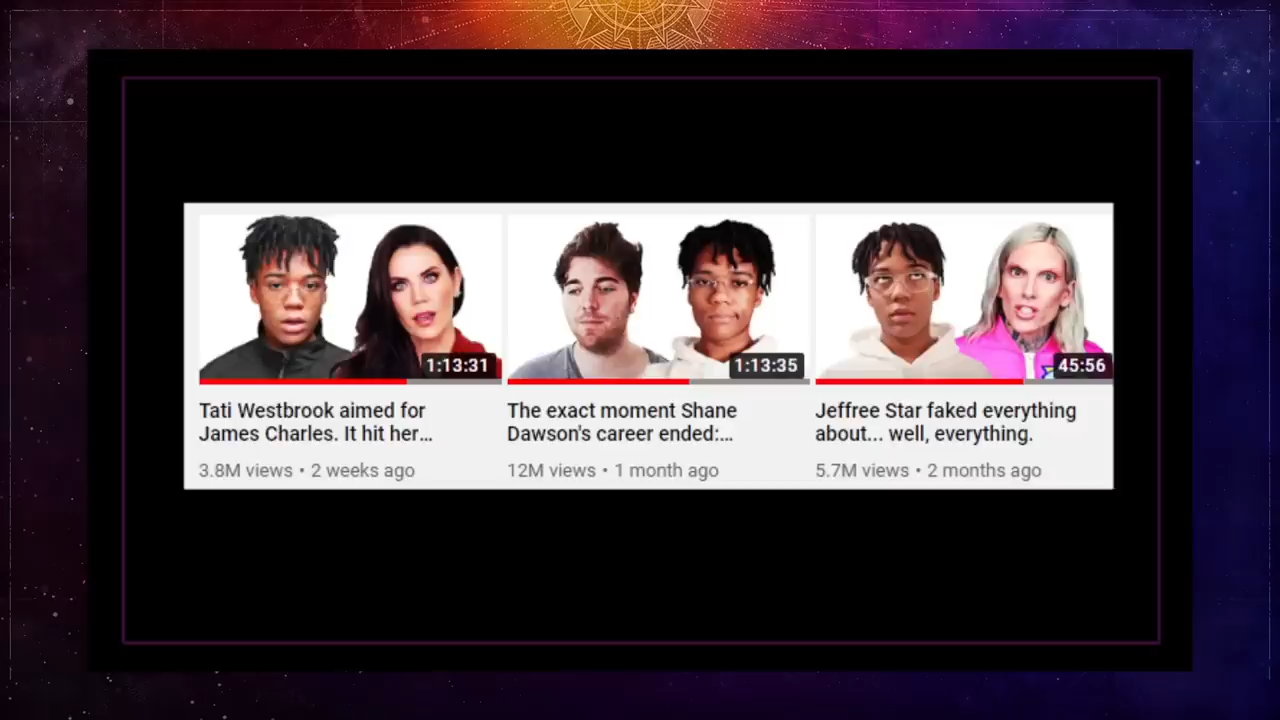 1:13:31
1:13:35
45:56
Tati Westbrook aimed for
James Charles. It hit her...
3.8M views • 2 weeks ago
The exact moment Shane
Dawson's career ended:...
12M views • 1 month ago
Jeffree Star faked everything
about... well, everything.
5.7M views • 2 months ago